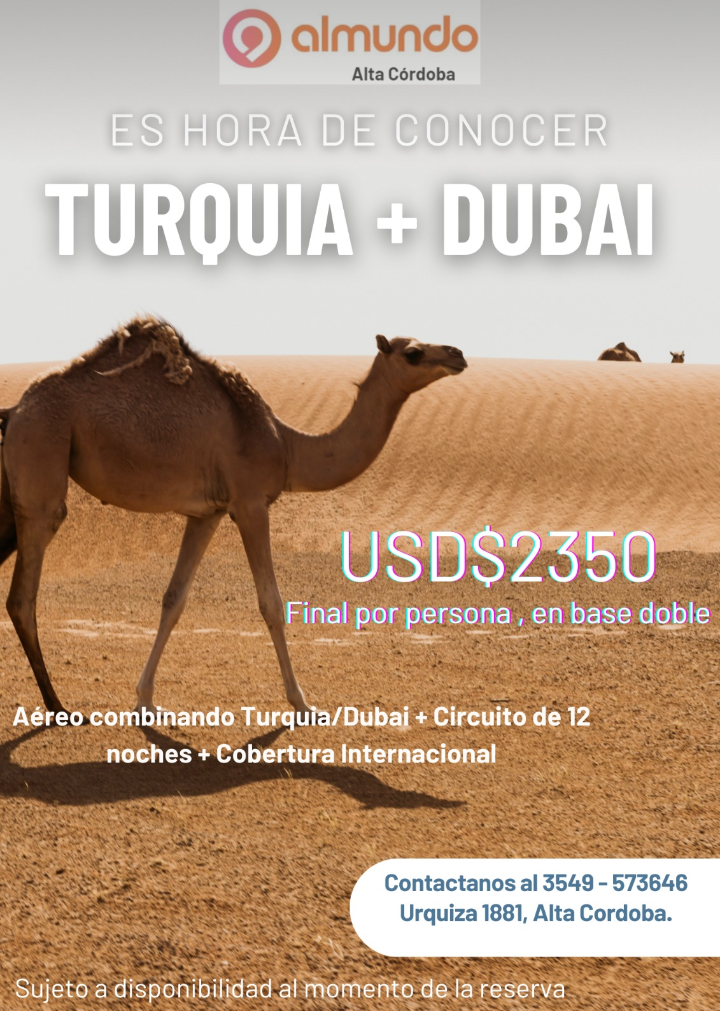 almundo
Alta Córdoba
ES HORA DE CONOCER
TURQUIA + DUBAI
USD$2350
Final por persona , en base doble
Aéreo combinando Turquia/Dubai + Circuito de 12
noches + Cobertura Internacional
Contactanos al 3549 - 573646
Urquiza 1881, Alta Cordoba.
Sujeto a disponibilidad al momento de la reserva